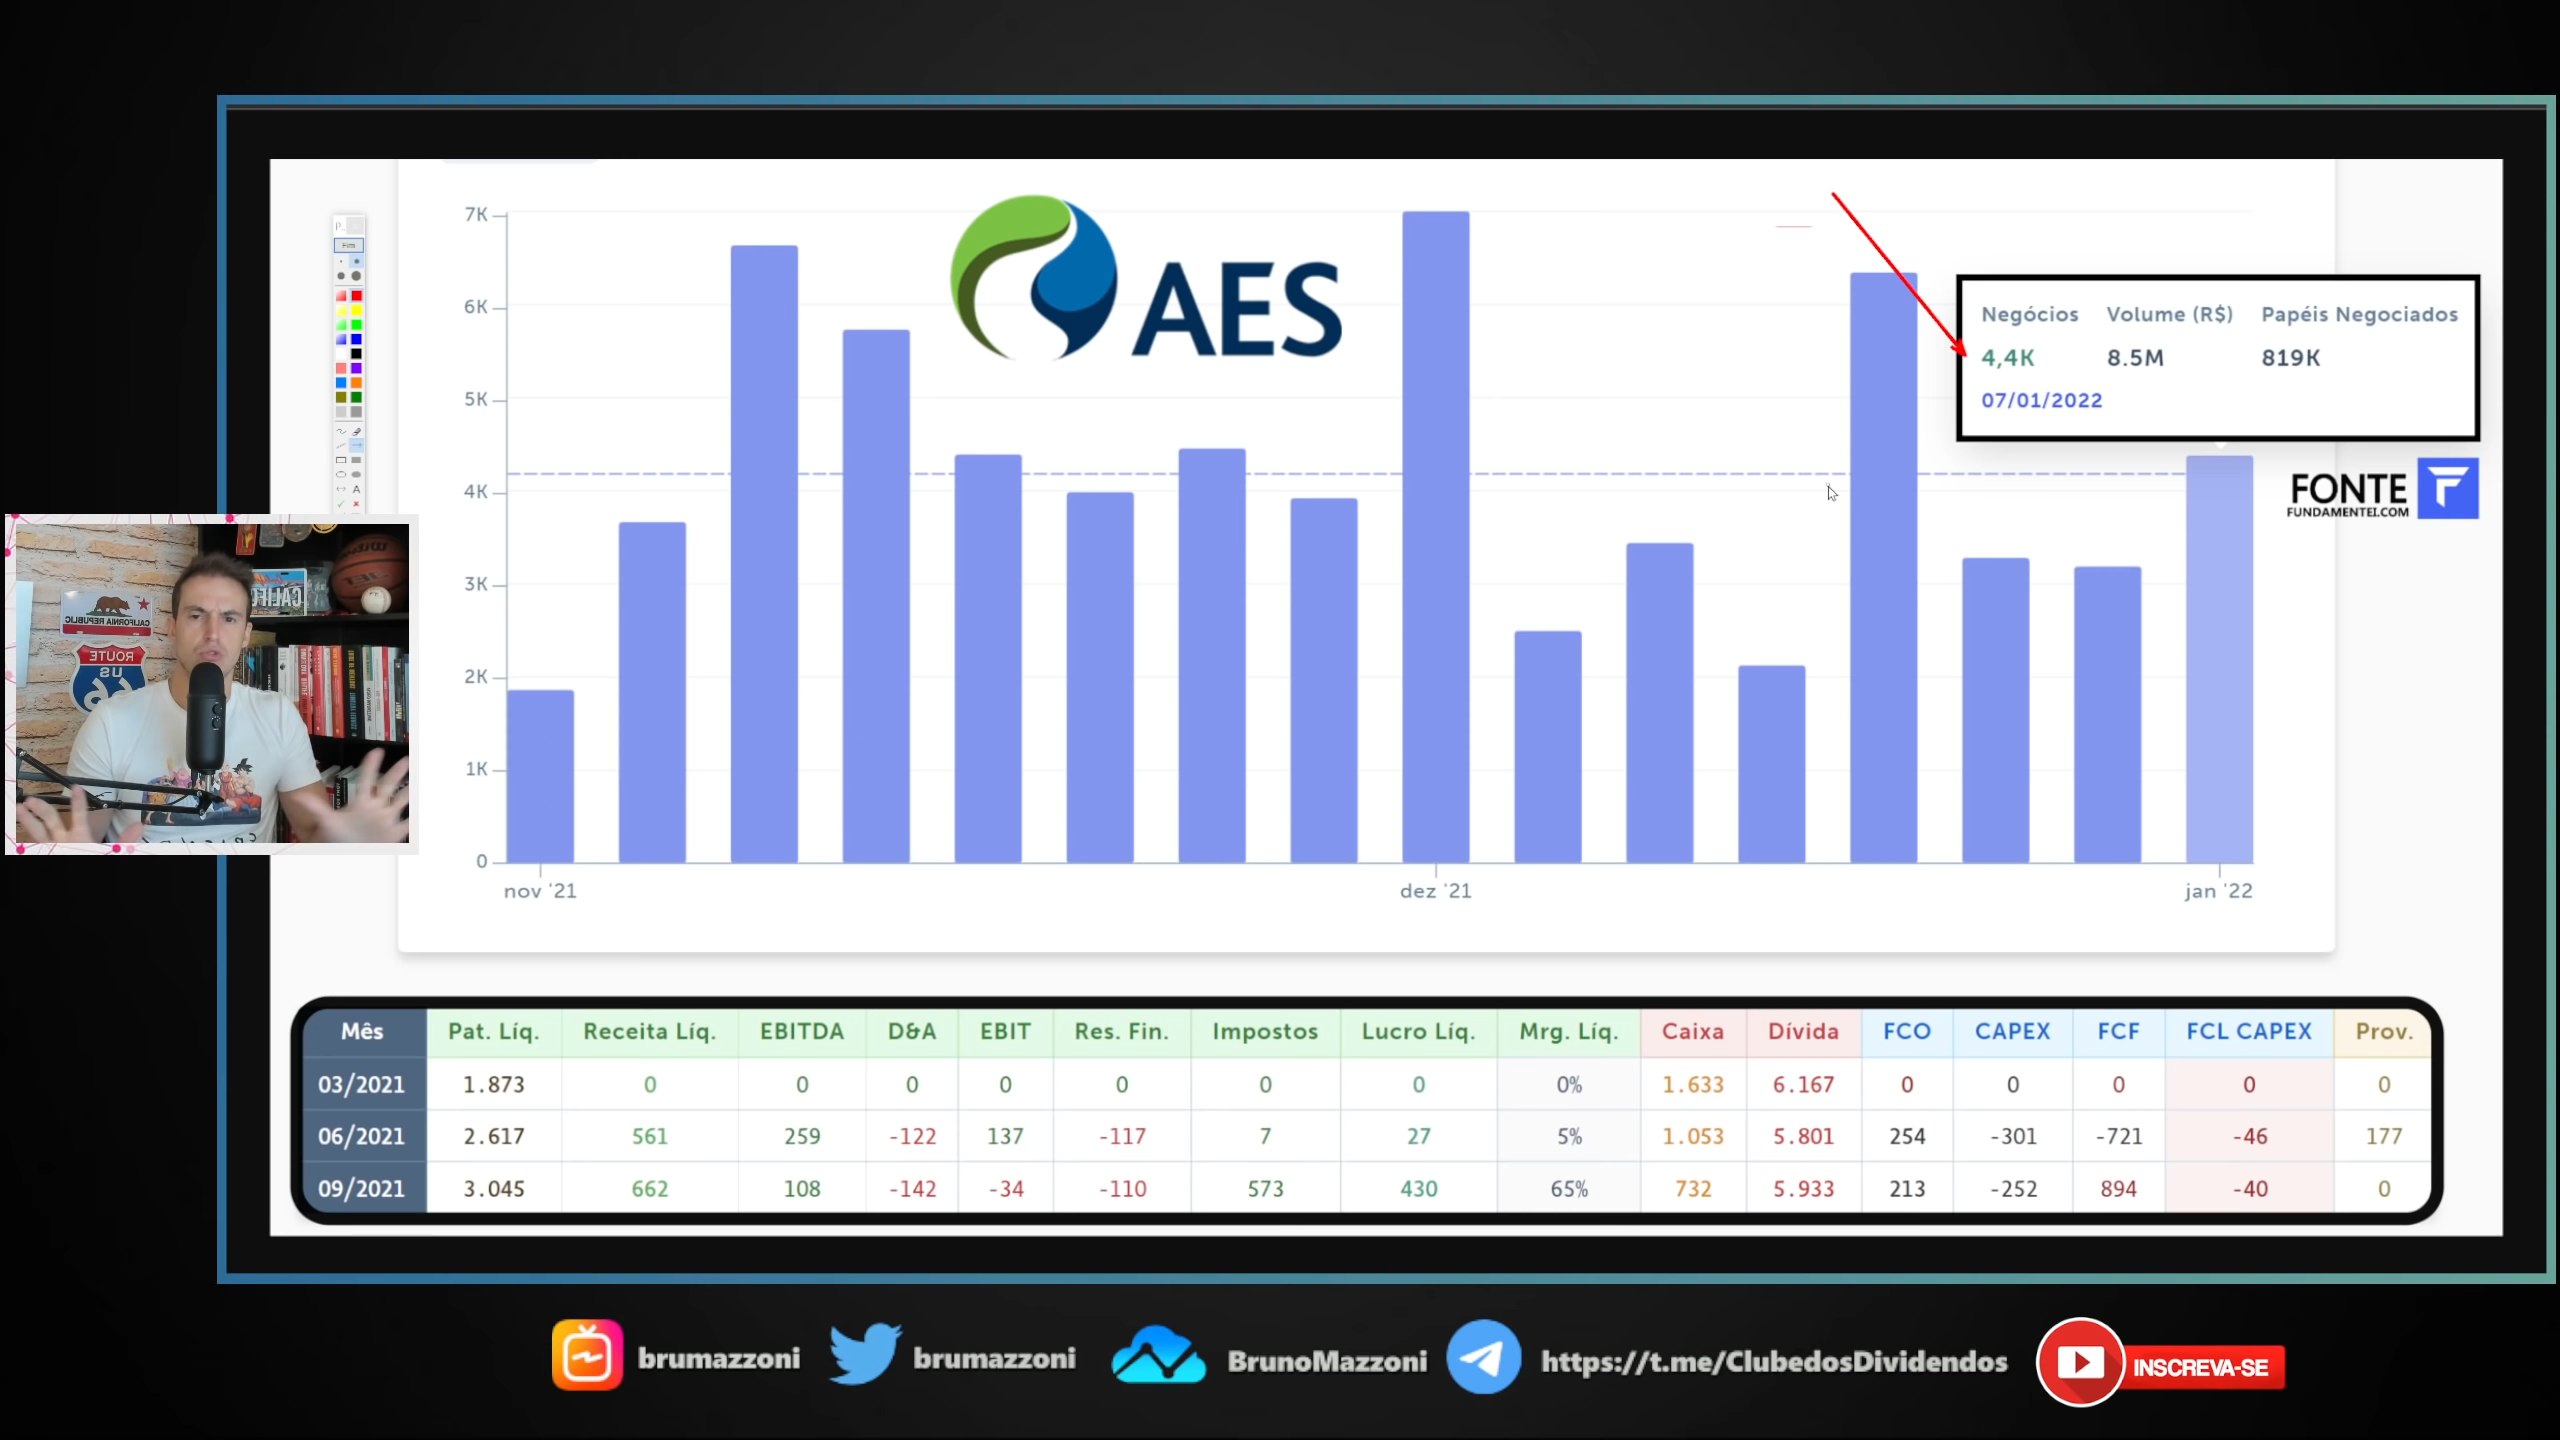 7K
6K
5K
4K
3K
2K
1K
0
nov '21
dez '21
jan '22
AES
Negócios Volume (R$) Papéis Negociados
4,4K 8.5M 819K
07/01/2022
FONTE
FUNDAMENTEI.COM
CALIFORNIA REPUBLIC
ROUTE
US
66
Mês Pat. Líq. Receita Líq. EBITDA D&A EBIT Res. Fin. Impostos Lucro Líq. Mrg. Líq. Caixa Dívida FCO CAPEX FCF FCL CAPEX Prov.
03/2021 1.873 0 0 0 0 0 0 0 0% 1.633 6.167 0 0 0 0 0
06/2021 2.617 561 259 -122 137 -117 7 27 5% 1.053 5.801 254 -301 -721 -46 177
09/2021 3.045 662 108 -142 -34 -110 573 430 65% 732 5.933 213 -252 894 -40 0
brumazzoni brumazzoni BrunoMazzoni https://t.me/ClubedosDividendos INSCREVA-SE